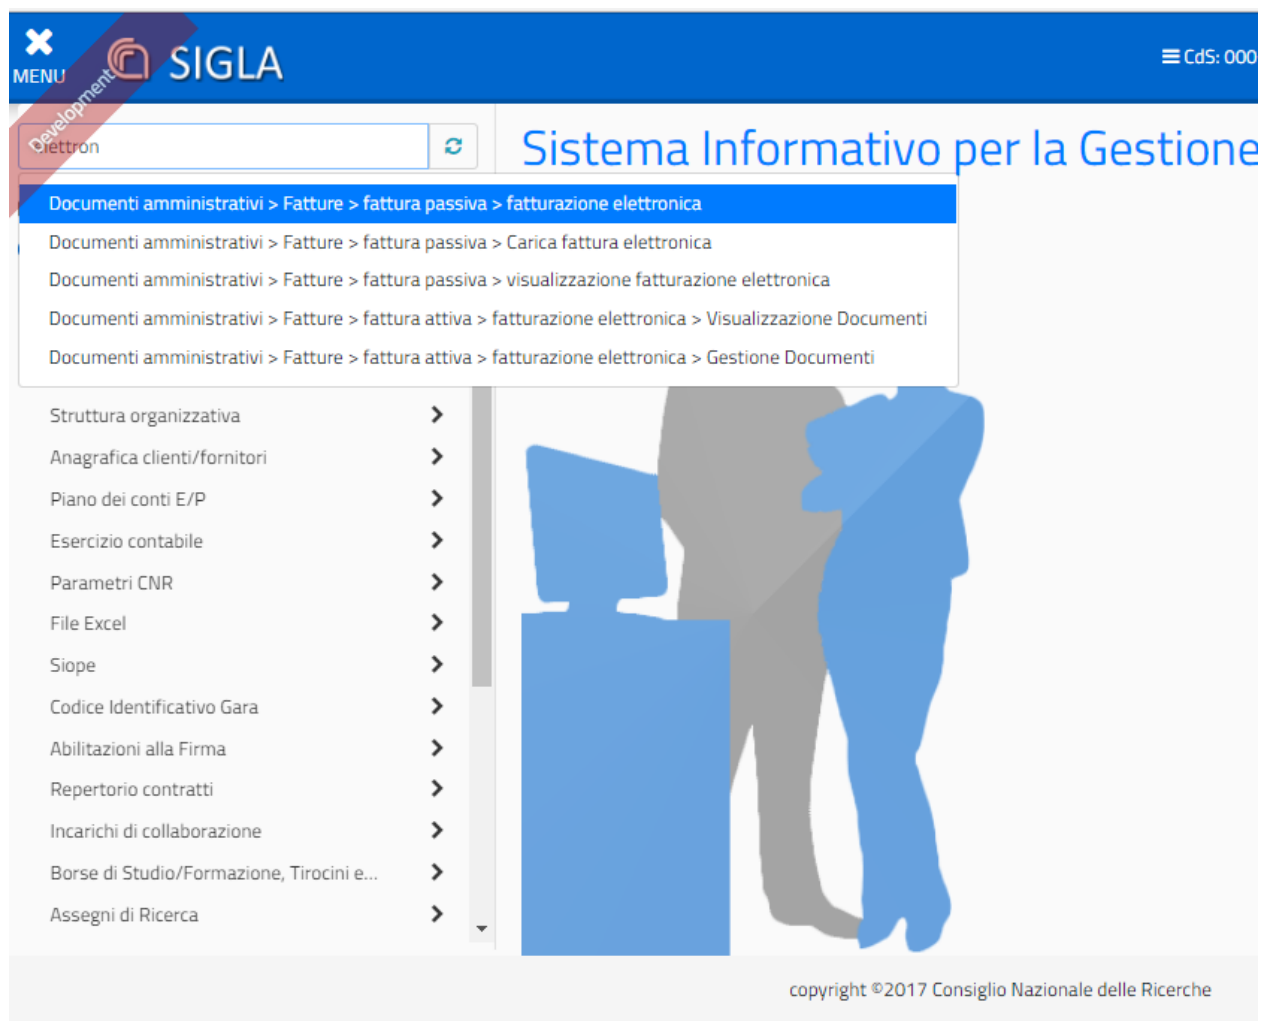 MENU
SIGLA
CdS: 000
Development
elettron
Sistema Informativo per la Gestione
Documenti amministrativi > Fatture > fattura passiva > fatturazione elettronica
Documenti amministrativi > Fatture > fattura passiva > Carica fattura elettronica
Documenti amministrativi > Fatture > fattura passiva > visualizzazione fatturazione elettronica
Documenti amministrativi > Fatture > fattura attiva > fatturazione elettronica > Visualizzazione Documenti
Documenti amministrativi > Fatture > fattura attiva > fatturazione elettronica > Gestione Documenti
Struttura organizzativa
Anagrafica clienti/fornitori
Piano dei conti E/P
Esercizio contabile
Parametri CNR
File Excel
Siope
Codice Identificativo Gara
Abilitazioni alla Firma
Repertorio contratti
Incarichi di collaborazione
Borse di Studio/Formazione, Tirocini e...
Assegni di Ricerca
copyright ©2017 Consiglio Nazionale delle Ricerche